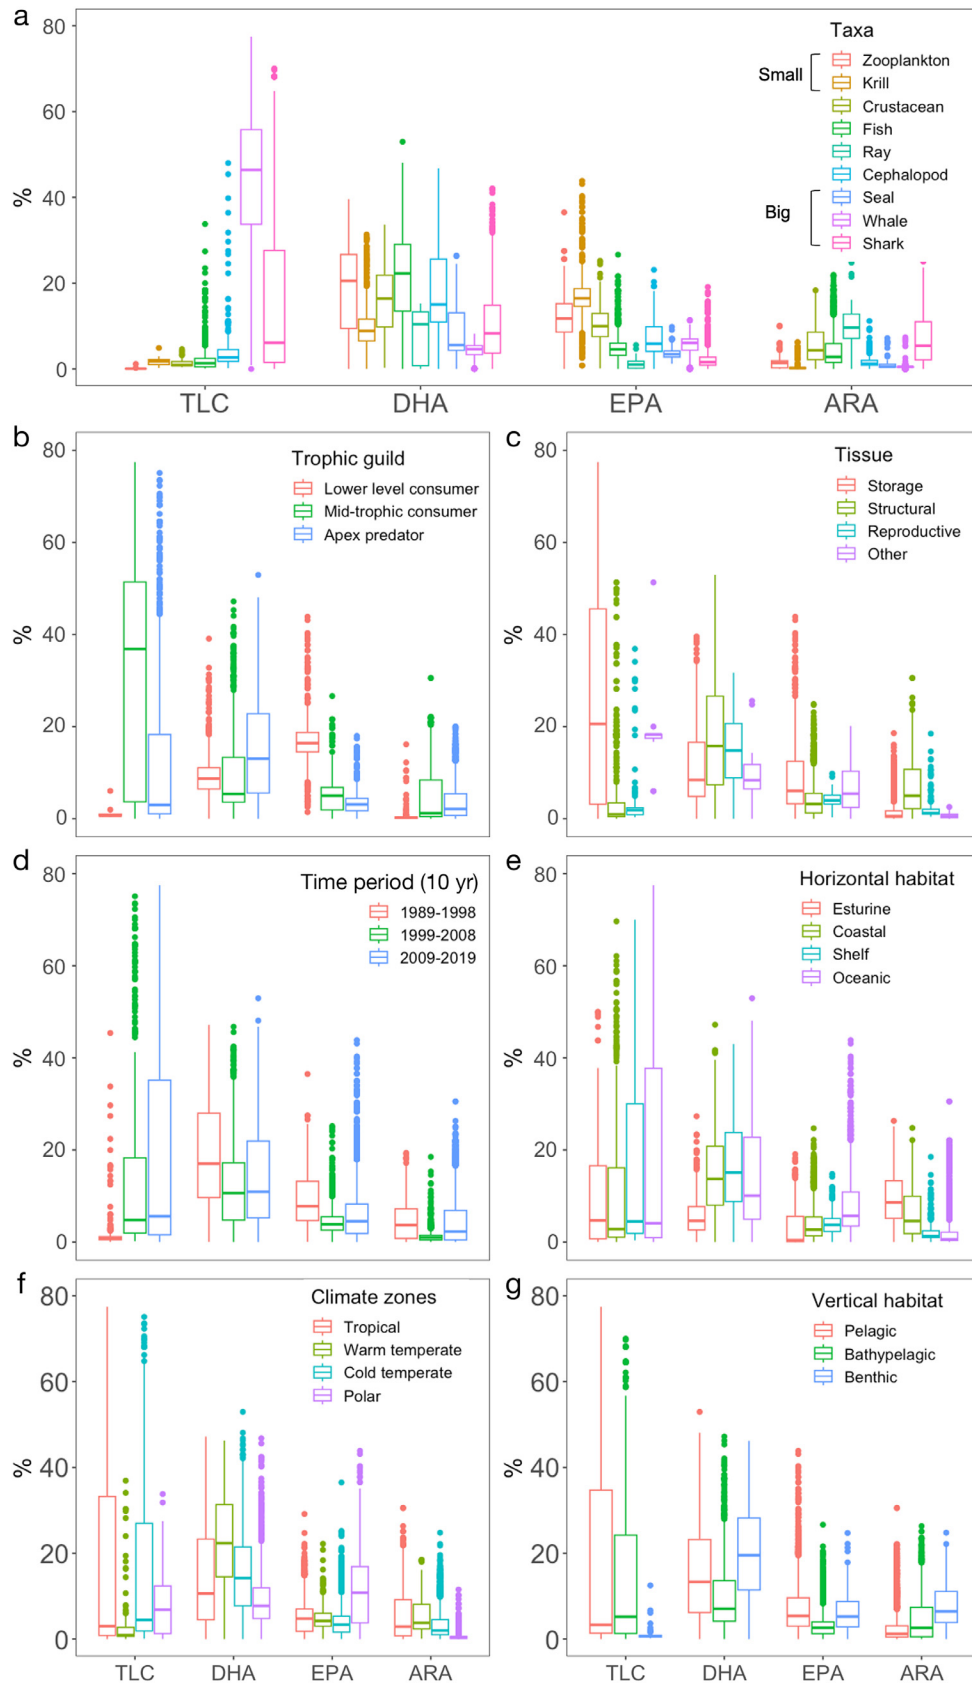 a
80
60
40
20
0
%
Taxa
Small
Zooplankton
Krill
Crustacean
Fish
Ray
Cephalopod
Big
Seal
Whale
Shark
TLC DHA EPA ARA
b
80
60
40
20
0
%
Trophic guild
Lower level consumer
Mid-trophic consumer
Apex predator
c
80
60
40
20
0
%
Tissue
Storage
Structural
Reproductive
Other
d
80
60
40
20
0
%
Time period (10 yr)
1989-1998
1999-2008
2009-2019
e
80
60
40
20
0
%
Horizontal habitat
Esturine
Coastal
Shelf
Oceanic
f
80
60
40
20
0
%
Climate zones
Tropical
Warm temperate
Cold temperate
Polar
TLC DHA EPA ARA
g
80
60
40
20
0
%
Vertical habitat
Pelagic
Bathypelagic
Benthic
TLC DHA EPA ARA